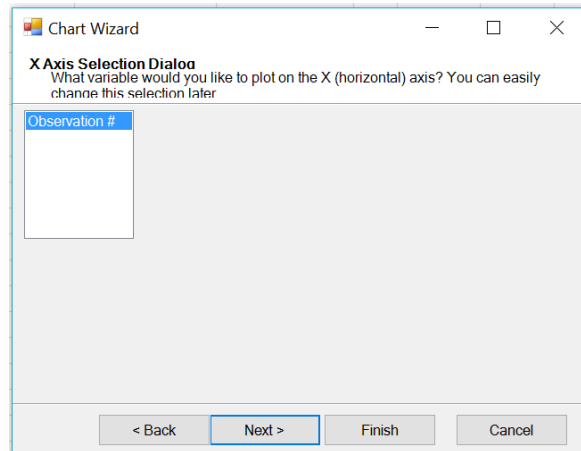 Chart Wizard
X Axis Selection Dialog
What variable would you like to plot on the X (horizontal) axis? You can easily
change this selection later
Observation #
< Back
Next >
Finish
Cancel